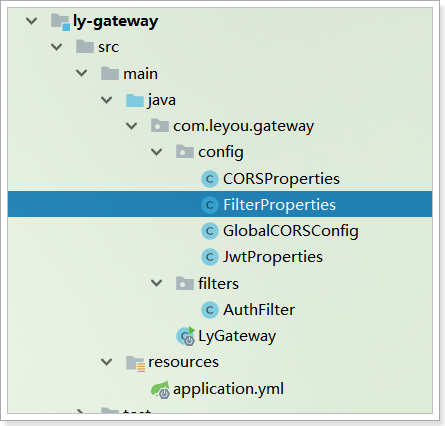 ly-gateway
src
main
java
com.leyou.gateway
config
CORSProperties
FilterProperties
GlobalCORSConfig
JwtProperties
filters
AuthFilter
LyGateway
resources
application.yml